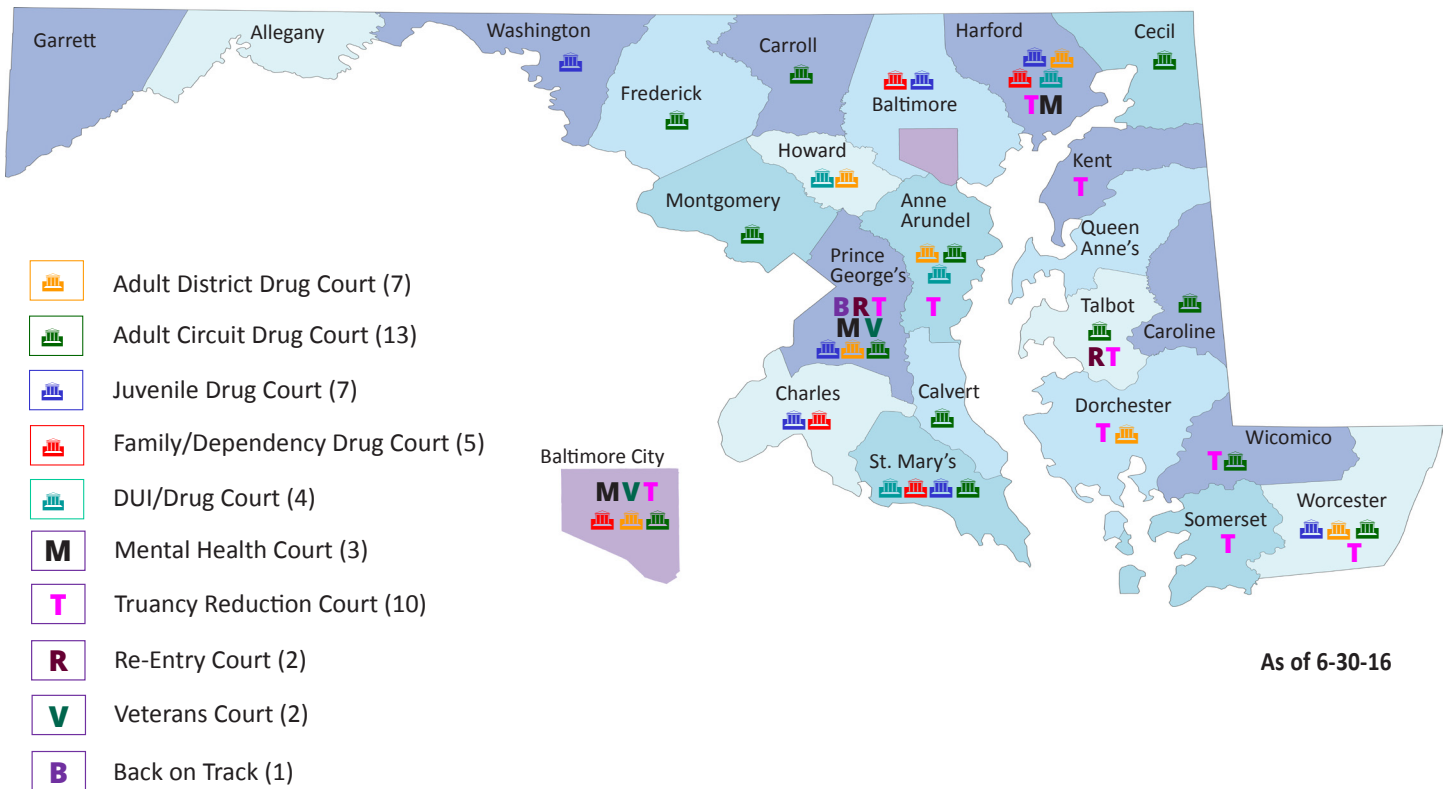 Garrett
Allegany
Washington
Carroll
Harford
Cecil
Frederick
Baltimore
TM
Howard
Kent
T
Montgomery
Anne
Arundel
Queen
Anne's
Prince
George's
BRT
MV
T
Talbot
RT
Caroline
Charles
Calvert
Dorchester
T
Wicomico
T
St. Mary's
Baltimore City
MVT
Somerset
T
Worcester
T
Adult District Drug Court (7)
Adult Circuit Drug Court (13)
Juvenile Drug Court (7)
Family/Dependency Drug Court (5)
DUI/Drug Court (4)
M Mental Health Court (3)
T Truancy Reduction Court (10)
R Re-Entry Court (2)
V Veterans Court (2)
B Back on Track (1)
As of 6-30-16